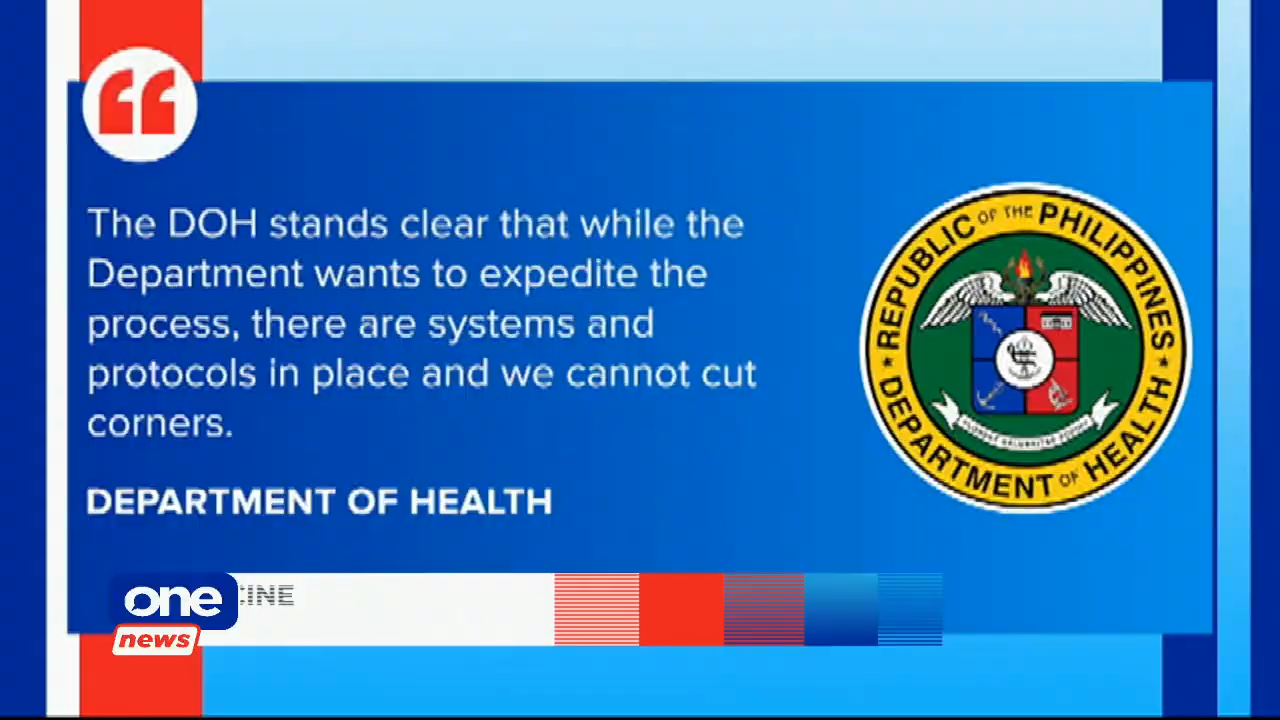 The DOH stands clear that while the
Department wants to expedite the
process, there are systems and
protocols in place and we cannot cut
corners.
DEPARTMENT OF HEALTH
REPUBLIC OF THE PHILIPPINES
DEPARTMENT OF HEALTH
one
news